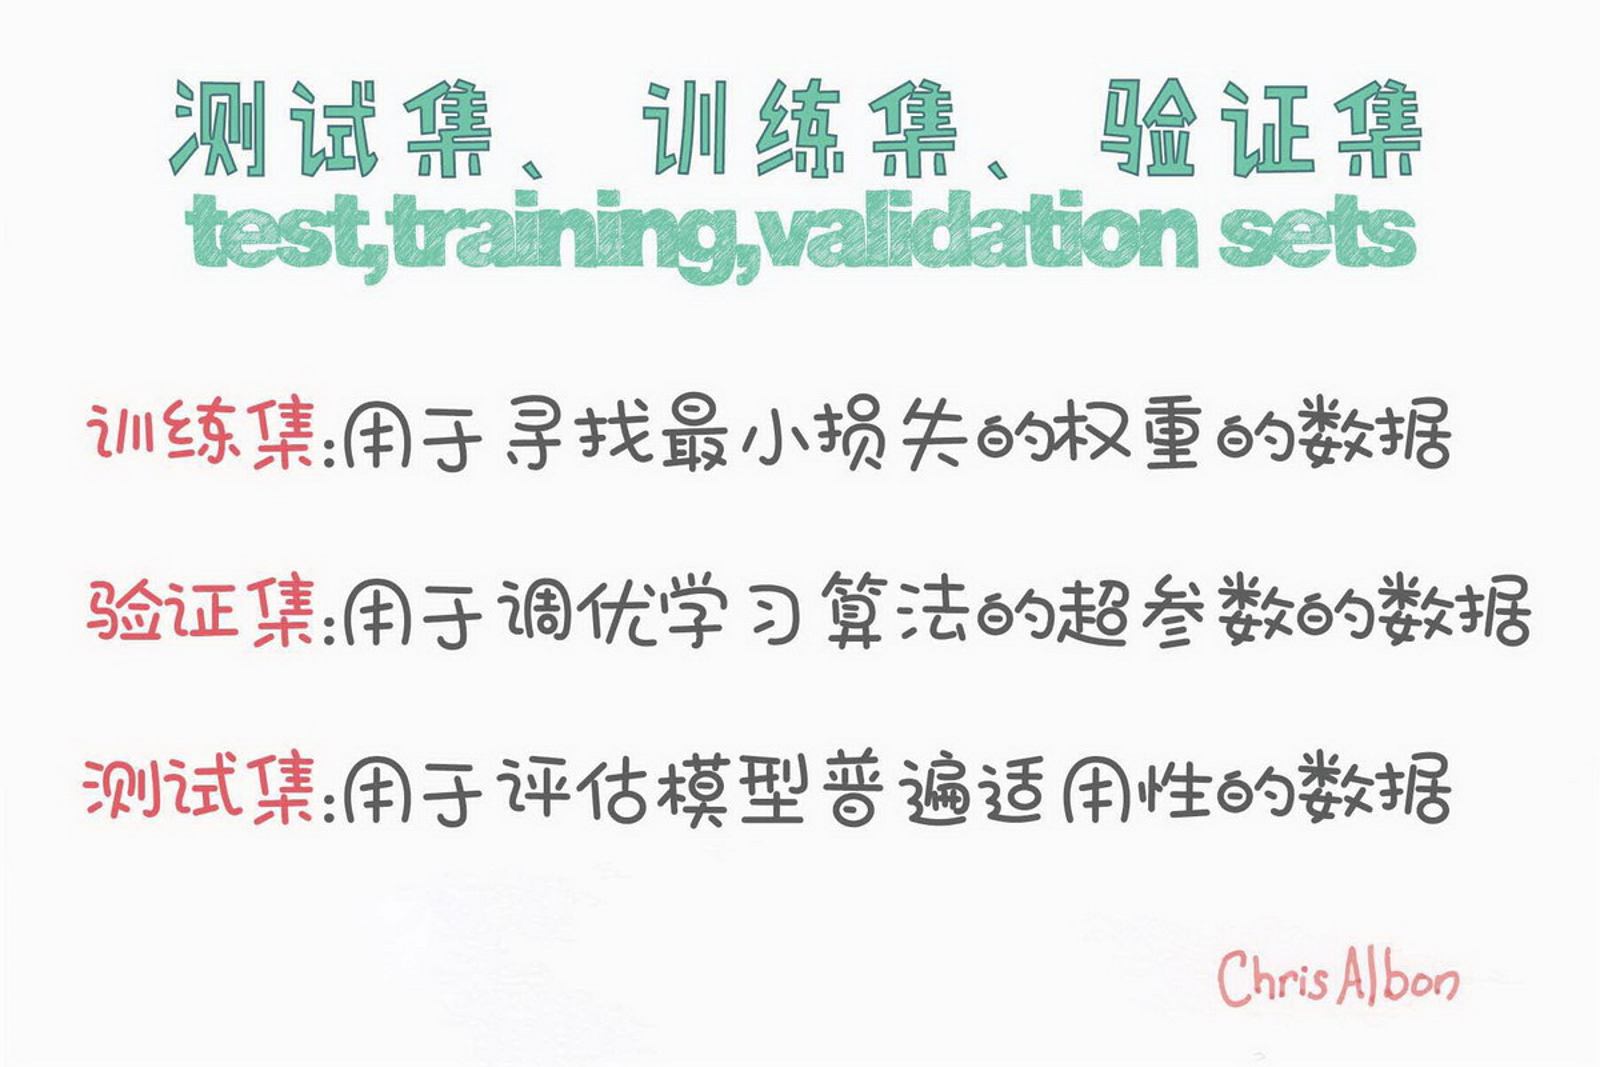 测试集、训练集、验证集
test,training,validation sets
训练集:用于寻找最小损失的权重的数据
验证集:用于调优学习算法的超参数的数据
测试集:用于评估模型普遍适用性的数据
Chris Albon